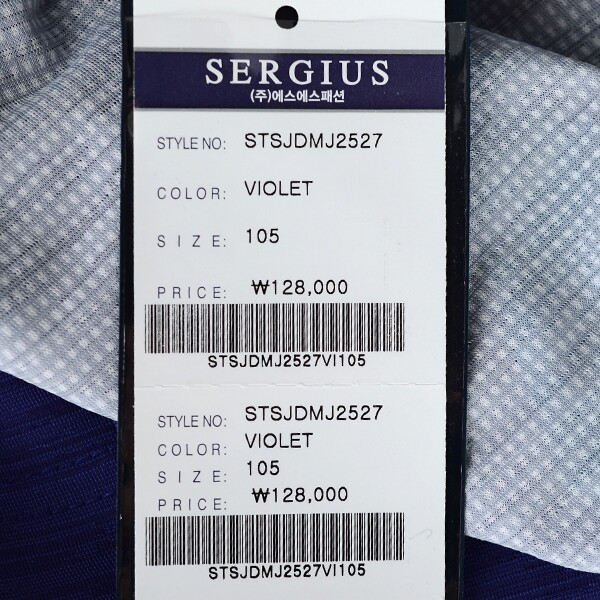 SERGIUS
(주)에스에스패션
STYLE NO: STSJDMJ2527
COLOR: VIOLET
SIZE: 105
PRICE: ₩128,000
STSJDMJ2527VI105
STYLE NO: STSJDMJ2527
COLOR: VIOLET
SIZE: 105
PRICE: ₩128,000
STSJDMJ2527VI105